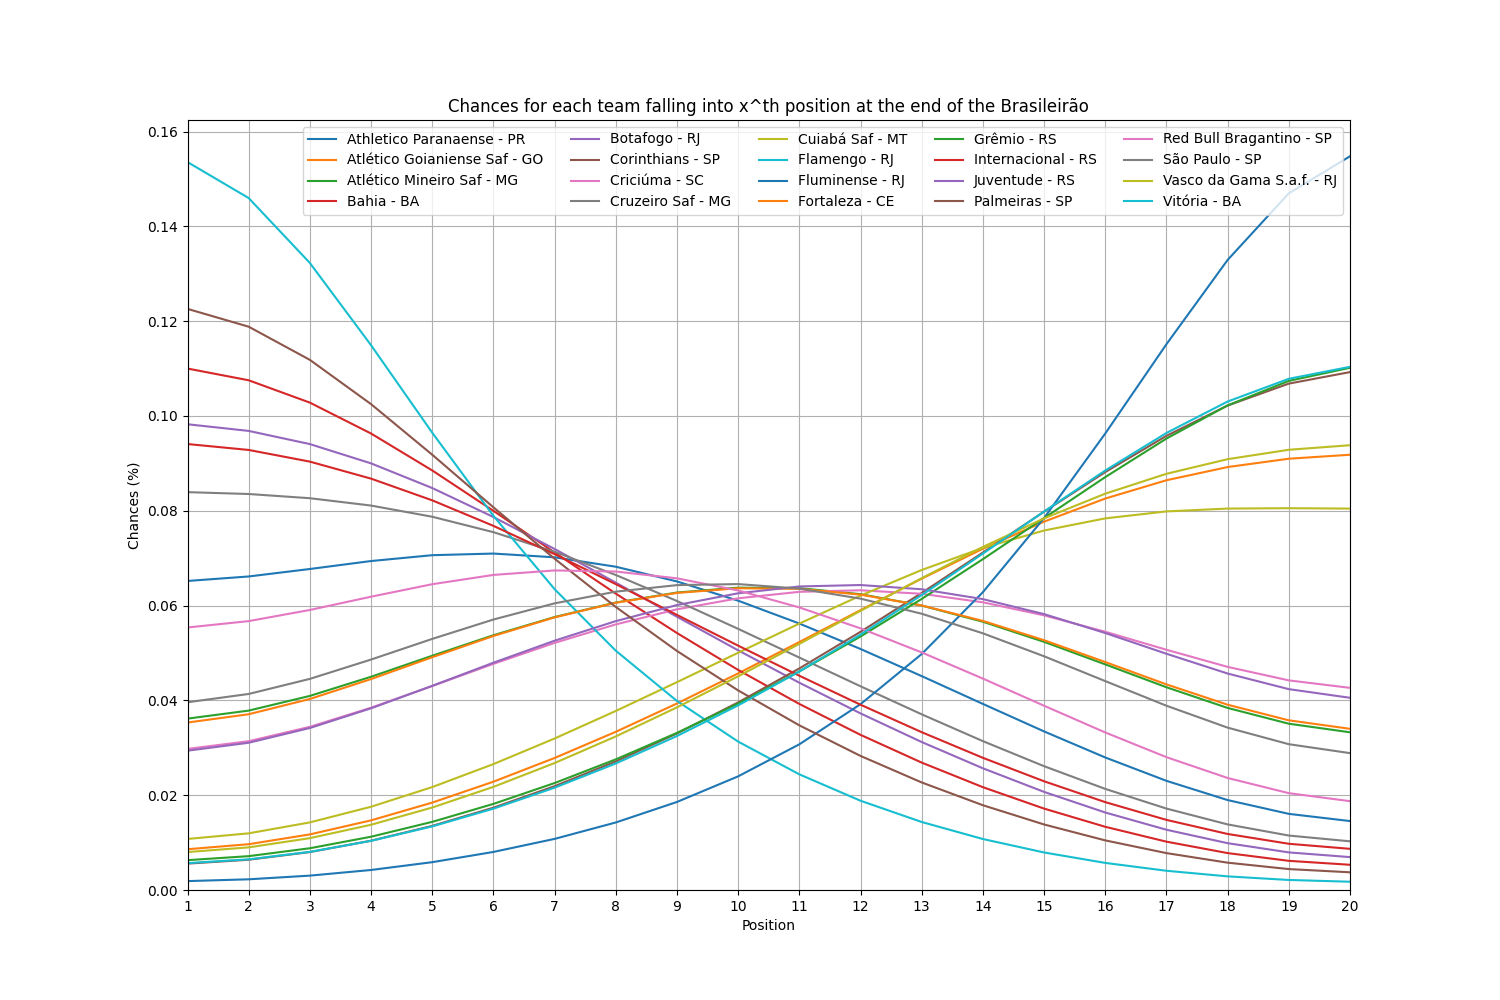 Chances for each team falling into x^th position at the end of the Brasileirão
Athletico Paranaense - PR
Atlético Goianiense Saf - GO
Atlético Mineiro Saf - MG
Bahia - BA
Botafogo - RJ
Corinthians - SP
Criciúma - SC
Cruzeiro Saf - MG
Cuiabá Saf - MT
Flamengo - RJ
Fluminense - RJ
Fortaleza - CE
Grêmio - RS
Internacional - RS
Juventude - RS
Palmeiras - SP
Red Bull Bragantino - SP
São Paulo - SP
Vasco da Gama S.a.f. - RJ
Vitória - BA
Chances (%)
0.16
0.14
0.12
0.10
0.08
0.06
0.04
0.02
0.00
1 2 3 4 5 6 7 8 9 10 11 12 13 14 15 16 17 18 19 20
Position